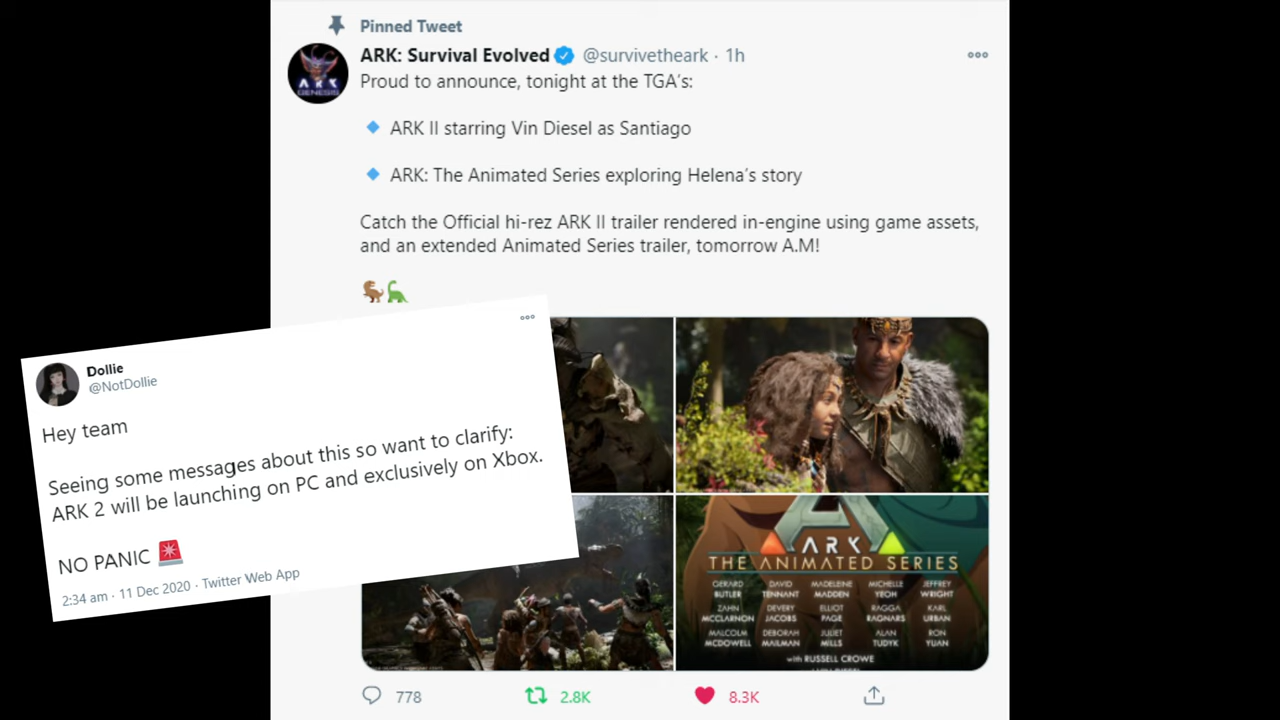 Pinned Tweet
ARK: Survival Evolved @survivetheark · 1h
Proud to announce, tonight at the TGA's:
🔹 ARK II starring Vin Diesel as Santiago
🔹 ARK: The Animated Series exploring Helena's story
Catch the Official hi-rez ARK II trailer rendered in-engine using game assets,
and an extended Animated Series trailer, tomorrow A.M!
🦖🦕
Dollie
@NotDollie
Hey team
Seeing some messages about this so want to clarify:
ARK 2 will be launching on PC and exclusively on Xbox.
NO PANIC 🚨
2:34 am · 11 Dec 2020 · Twitter Web App
ARK
GENESIS
ARK
THE ANIMATED SERIES
GERARD BUTLER DAVID TENNANT MADELEINE MADDEN MICHELLE YEOH JEFFREY WRIGHT
ZAHN MCCLARNON DEVERY JACOBS ELLIOT PAGE RAGGA RAGNARS KARL URBAN
MALCOLM MCDOWELL DEBORAH MAILMAN JULIET MILLS ALAN TUDYK RON YUAN
with RUSSELL CROWE
778 2.8K 8.3K